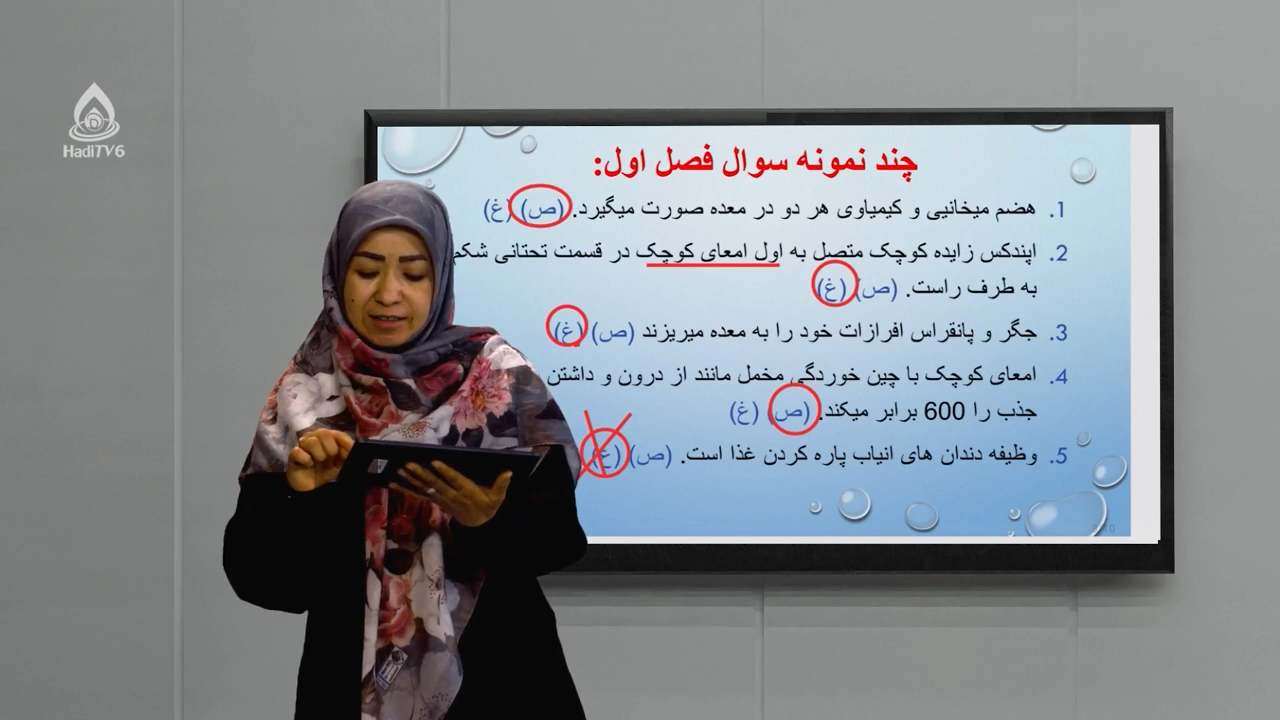 HadiTV6
چند نمونه سوال فصل اول:
1. هضم میخانیی و کیمیاوی هر دو در معده صورت میگیرد. (ص) (غ)
2. اپندکس زایده کوچک متصل به اول امعای کوچک در قسمت تحتانی شکم
به طرف راست. (ص) (غ)
3. جگر و پانقراس افرازات خود را به معده میریزند (ص) (غ)
4. امعای کوچک با چین خوردگی مخمل مانند از درون و داشتن
جذب را 600 برابر میکند. (ص) (غ)
5. وظیفه دندان های انیاب پاره کردن غذا است. (ص) (غ)